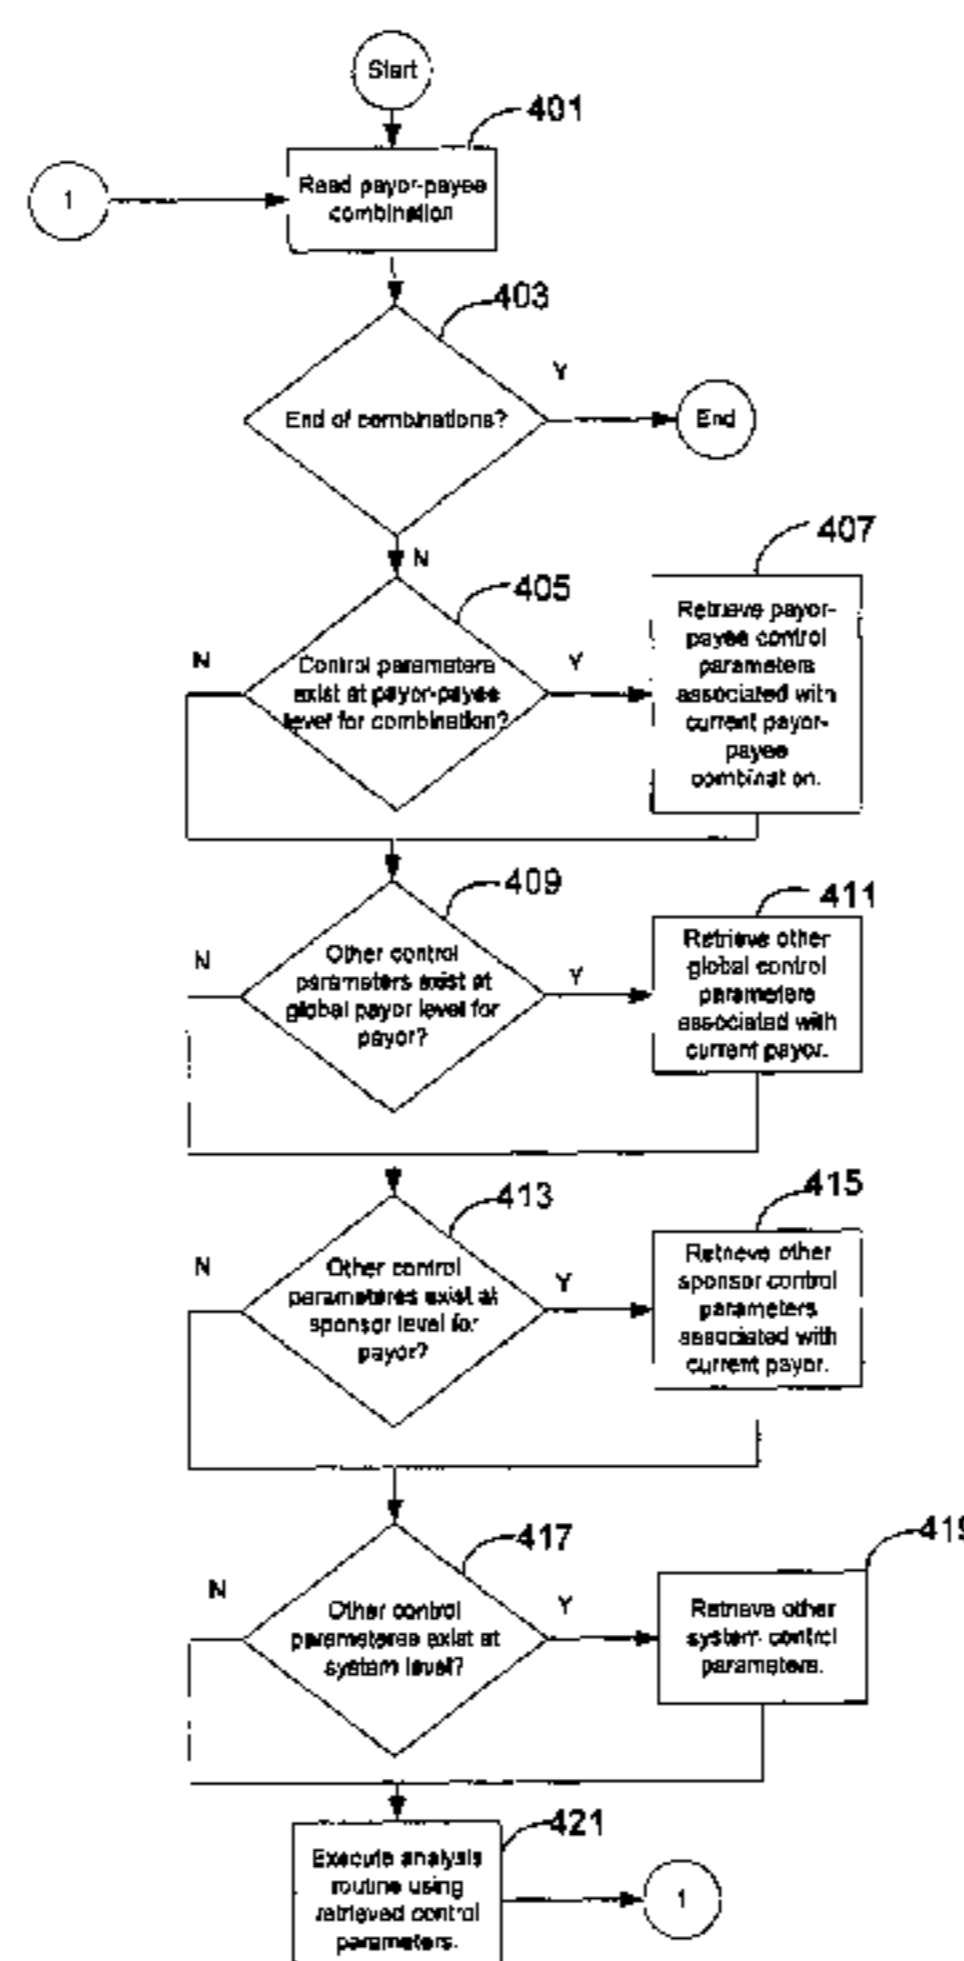 Start
401
1
Read payor-payee
combination
403
End of combinations?
Y
End
N
405
Control parameters
exist at payor-payee
level for combination?
N
Y
407
Retrieve payor-
payee control
parameters
associated with
current payor-
payee
combination.
409
Other control
parameters exist at
global payor level for
payor?
N
Y
411
Retrieve other
global control
parameters
associated with
current payor.
413
Other control
parameteres exist at
sponsor level for
payor?
N
Y
415
Retrieve other
sponsor control
parameters
associated with
current payor.
417
Other control
parameteres exist at
system level?
N
Y
419
Retrieve other
system control
parameters.
421
Execute analysis
routine using
retrieved control
parameters.
1